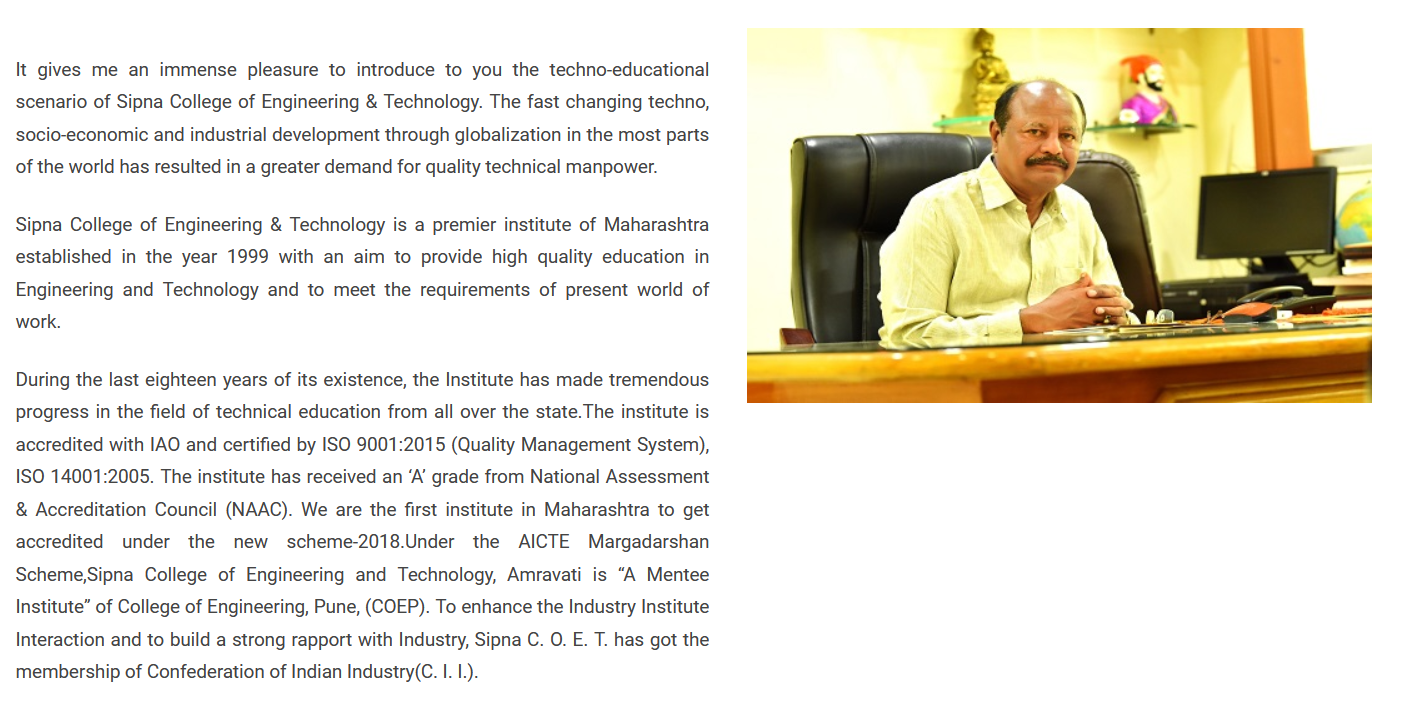 It gives me an immense pleasure to introduce to you the techno-educational
scenario of Sipna College of Engineering & Technology. The fast changing techno,
socio-economic and industrial development through globalization in the most parts
of the world has resulted in a greater demand for quality technical manpower.
Sipna College of Engineering & Technology is a premier institute of Maharashtra
established in the year 1999 with an aim to provide high quality education in
Engineering and Technology and to meet the requirements of present world of
work.
During the last eighteen years of its existence, the Institute has made tremendous
progress in the field of technical education from all over the state.The institute is
accredited with IAO and certified by ISO 9001:2015 (Quality Management System),
ISO 14001:2005. The institute has received an ‘A’ grade from National Assessment
& Accreditation Council (NAAC). We are the first institute in Maharashtra to get
accredited under the new scheme-2018.Under the AICTE Margadarshan
Scheme,Sipna College of Engineering and Technology, Amravati is “A Mentee
Institute” of College of Engineering, Pune, (COEP). To enhance the Industry Institute
Interaction and to build a strong rapport with Industry, Sipna C. O. E. T. has got the
membership of Confederation of Indian Industry(C. I. I.).